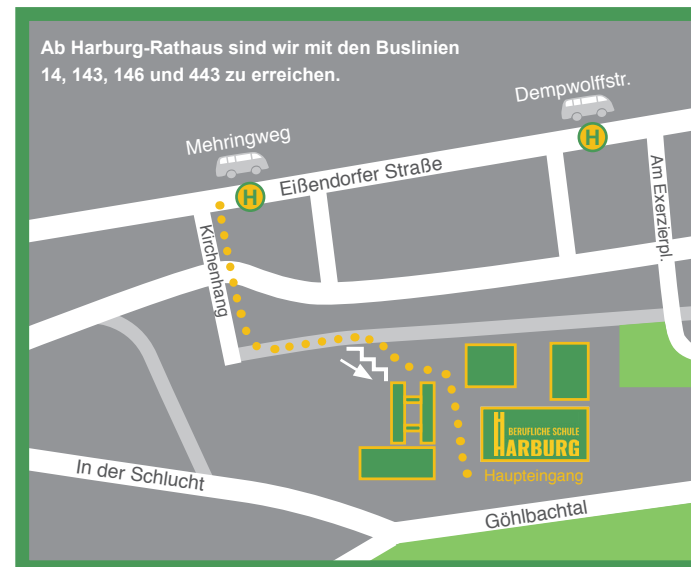 Ab Harburg-Rathaus sind wir mit den Buslinien
14, 143, 146 und 443 zu erreichen.
Dempwolffstr.
H
Mehringweg
H
Eißendorfer Straße
Am Exerzierpl.
Kirchenhang
BERUFLICHE SCHULE
HARBURG
Haupteingang
In der Schlucht
Göhlbachtal